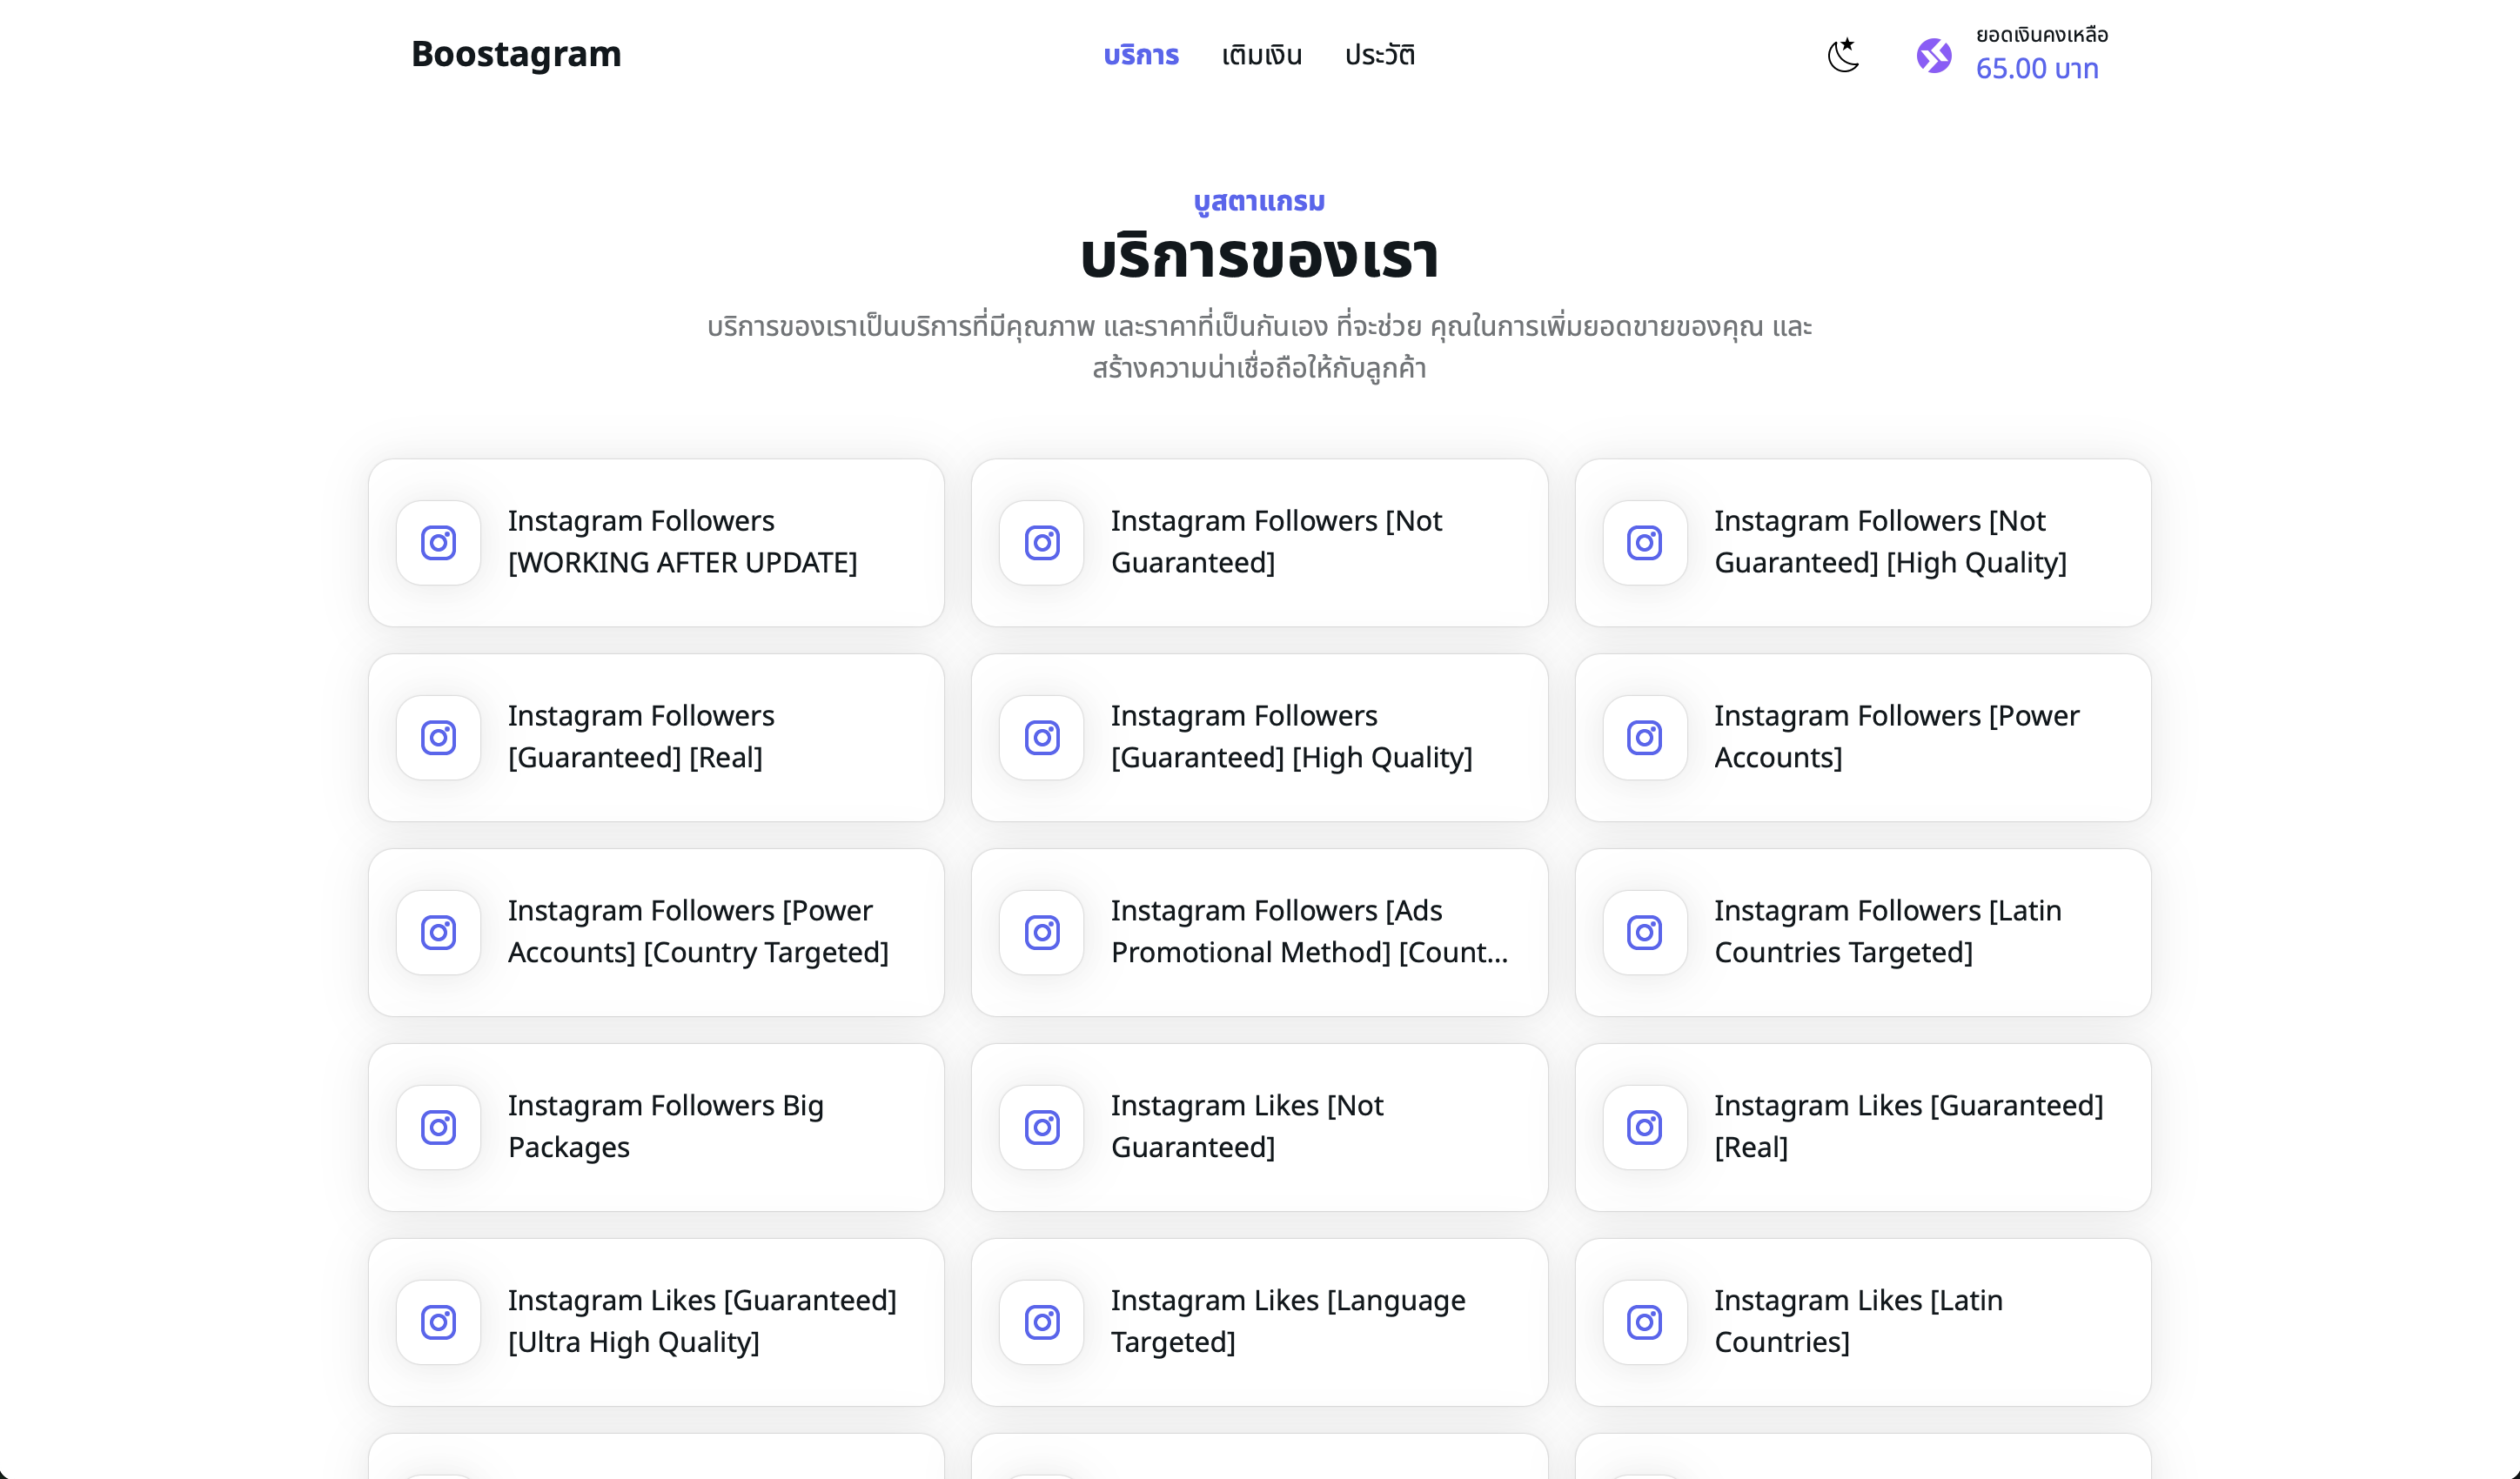 Boostagram
บริการ
เติมเงิน
ประวัติ
ยอดเงินคงเหลือ
65.00 บาท
บูสตาแกรม
บริการของเรา
บริการของเราเป็นบริการที่มีคุณภาพ และราคาที่เป็นกันเอง ที่จะช่วย คุณในการเพิ่มยอดขายของคุณ และ
สร้างความน่าเชื่อถือให้กับลูกค้า
Instagram Followers
[WORKING AFTER UPDATE]
Instagram Followers [Not
Guaranteed]
Instagram Followers [Not
Guaranteed] [High Quality]
Instagram Followers
[Guaranteed] [Real]
Instagram Followers
[Guaranteed] [High Quality]
Instagram Followers [Power
Accounts]
Instagram Followers [Power
Accounts] [Country Targeted]
Instagram Followers [Ads
Promotional Method] [Count...
Instagram Followers [Latin
Countries Targeted]
Instagram Followers Big
Packages
Instagram Likes [Not
Guaranteed]
Instagram Likes [Guaranteed]
[Real]
Instagram Likes [Guaranteed]
[Ultra High Quality]
Instagram Likes [Language
Targeted]
Instagram Likes [Latin
Countries]